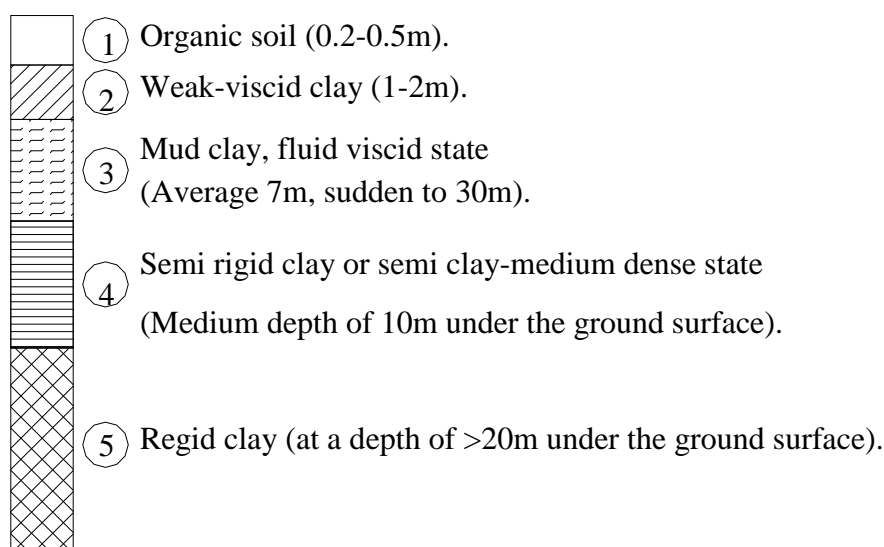 1 Organic soil (0.2-0.5m).
2 Weak-viscid clay (1-2m).
3 Mud clay, fluid viscid state
(Average 7m, sudden to 30m).
4 Semi rigid clay or semi clay-medium dense state
(Medium depth of 10m under the ground surface).
5 Regid clay (at a depth of >20m under the ground surface).